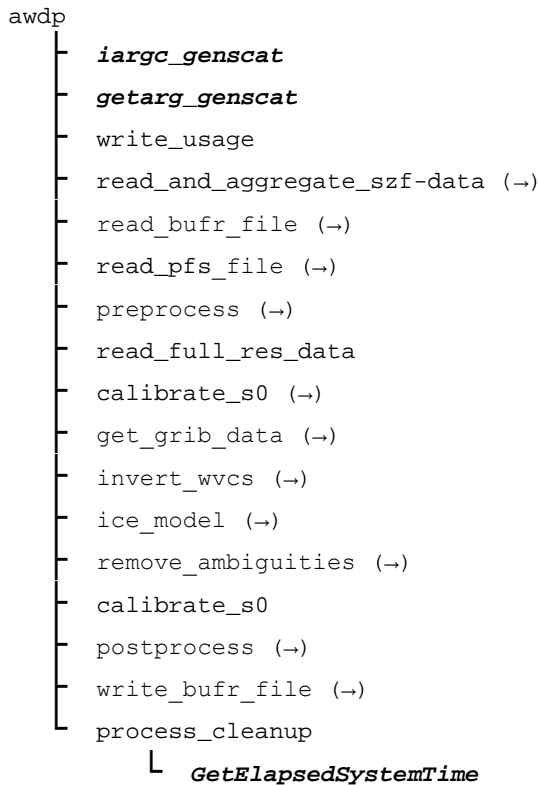 awdp
iargc_genscat
getarg_genscat
write_usage
read_and_aggregate_szf-data (→)
read_bufr_file (→)
read_pfs_file (→)
preprocess (→)
read_full_res_data
calibrate_s0 (→)
get_grib_data (→)
invert_wvcs (→)
ice_model (→)
remove_ambiguities (→)
calibrate_s0
postprocess (→)
write_bufr_file (→)
process_cleanup
GetElapsedSystemTime